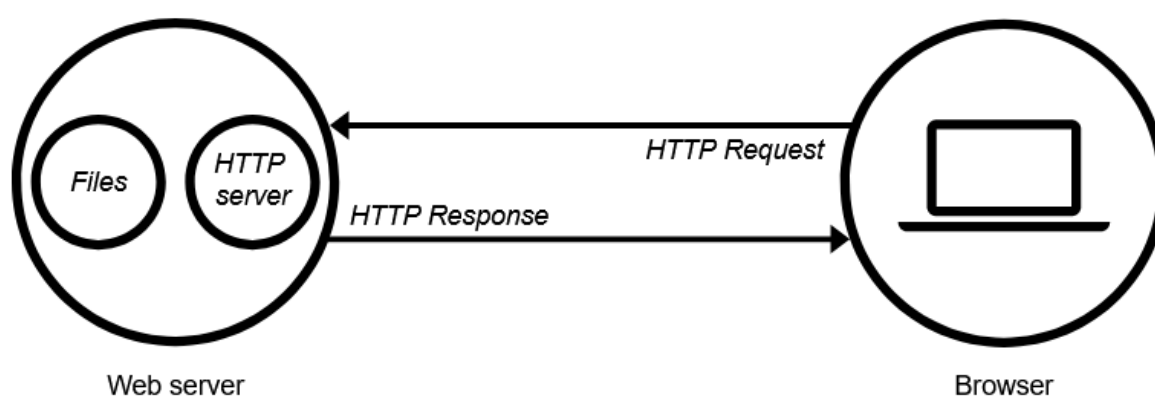 HTTP Request
Files
HTTP
server
HTTP Response
Web server
Browser